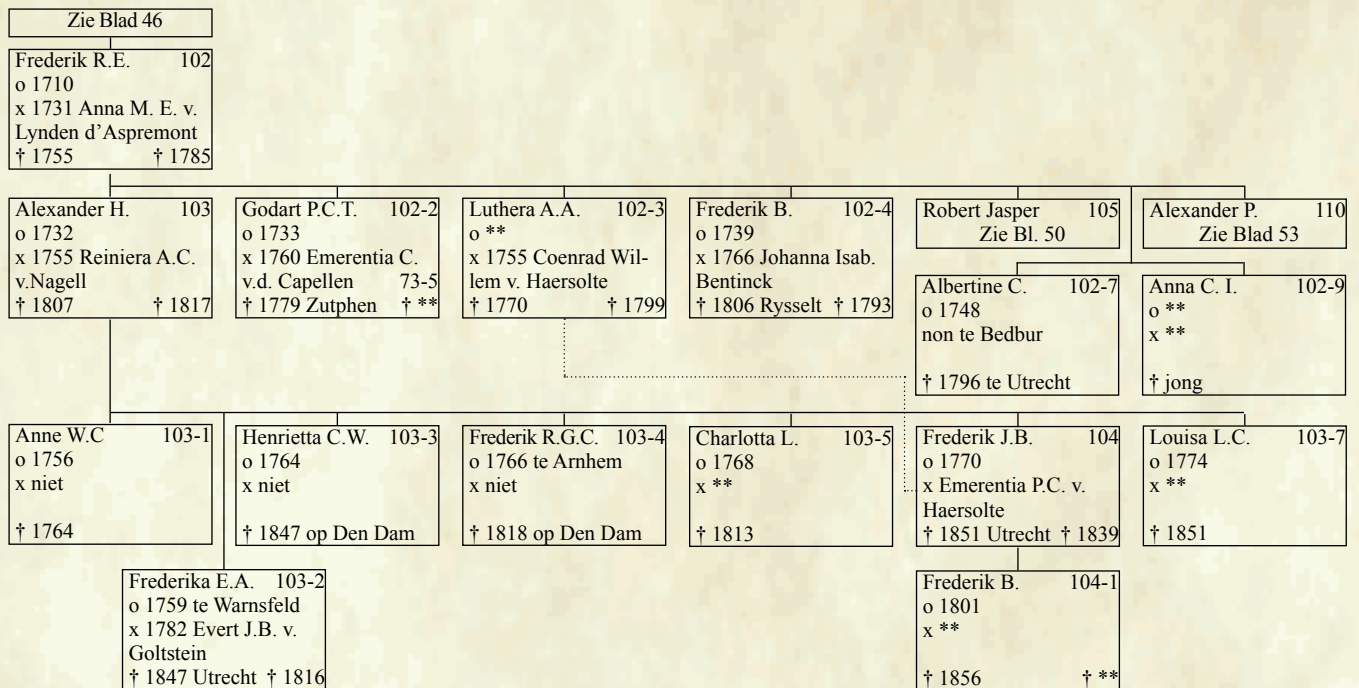 Zie Blad 46
Frederik R.E. 102
o 1710
x 1731 Anna M. E. v.
Lynden d’Aspremont
† 1755 † 1785
Alexander H. 103
o 1732
x 1755 Reiniera A.C.
v.Nagell
† 1807 † 1817
Godart P.C.T. 102-2
o 1733
x 1760 Emerentia C.
v.d. Capellen 73-5
† 1779 Zutphen † **
Luthera A.A. 102-3
o **
x 1755 Coenrad Wil-
lem v. Haersolte
† 1770 † 1799
Frederik B. 102-4
o 1739
x 1766 Johanna Isab.
Bentinck
† 1806 Rysselt † 1793
Robert Jasper 105
Zie Bl. 50
Alexander P. 110
Zie Blad 53
Albertine C. 102-7
o 1748
non te Bedbur
† 1796 te Utrecht
Anna C. I. 102-9
o **
x **
† jong
Anne W.C 103-1
o 1756
x niet
† 1764
Henrietta C.W. 103-3
o 1764
x niet
† 1847 op Den Dam
Frederik R.G.C. 103-4
o 1766 te Arnhem
x niet
† 1818 op Den Dam
Charlotta L. 103-5
o 1768
x **
† 1813
Frederik J.B. 104
o 1770
x Emerentia P.C. v.
Haersolte
† 1851 Utrecht † 1839
Louisa L.C. 103-7
o 1774
x **
† 1851
Frederika E.A. 103-2
o 1759 te Warnsfeld
x 1782 Evert J.B. v.
Goltstein
† 1847 Utrecht † 1816
Frederik B. 104-1
o 1801
x **
† 1856 † **